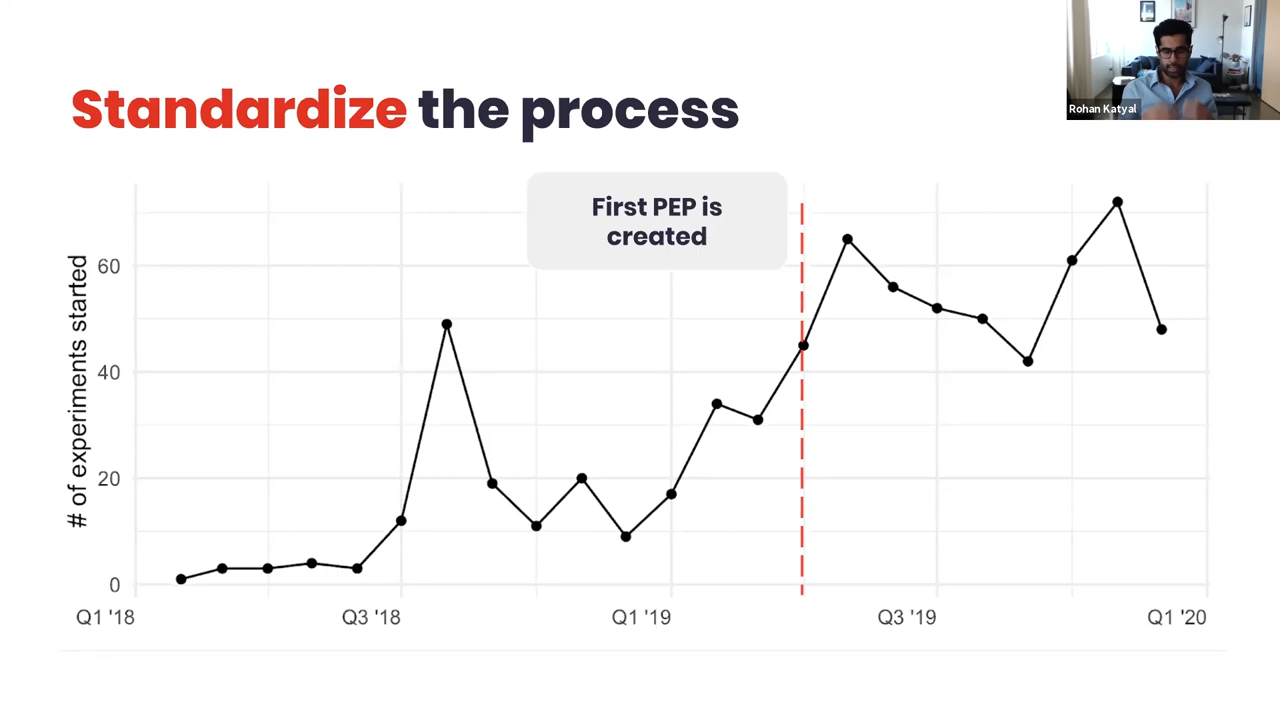 Standardize the process
Rohan Katyal
First PEP is
created
# of experiments started
60
40
20
0
Q1 '18
Q3 '18
Q1 '19
Q3 '19
Q1 '20